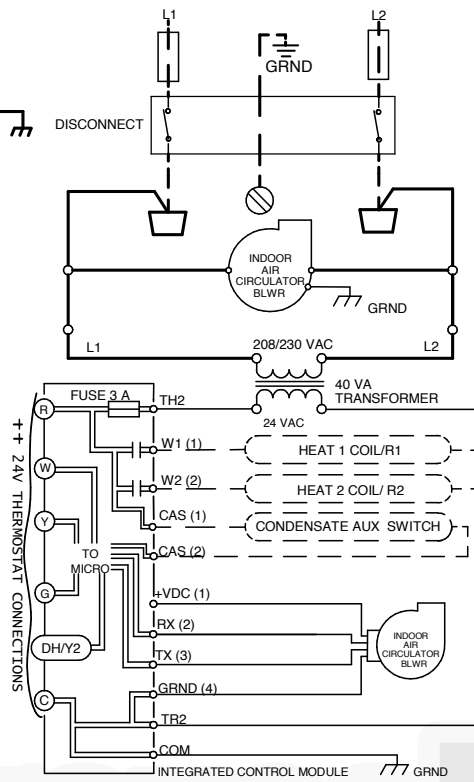 L1
L2
GRND
DISCONNECT
INDOOR
AIR
CIRCULATOR
BLWR
GRND
L1
208/230 VAC
L2
40 VA
TRANSFORMER
24 VAC
FUSE 3 A
TH2
R
W1 (1)
HEAT 1 COIL/R1
W
W2 (2)
HEAT 2 COIL/ R2
CAS (1)
CONDENSATE AUX SWITCH
Y
TO
MICRO
CAS (2)
G
+VDC (1)
RX (2)
INDOOR
AIR
CIRCULATOR
BLWR
DH/Y2
TX (3)
GRND (4)
C
TR2
COM
INTEGRATED CONTROL MODULE
GRND
++ 24V THERMOSTAT CONNECTIONS